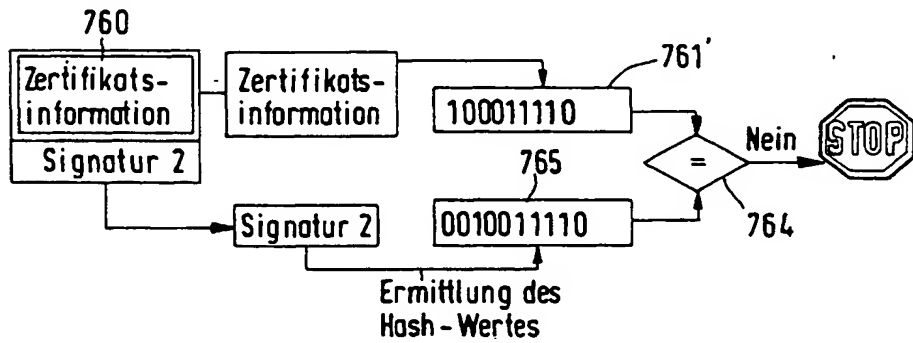 760
Zertifikats-
information
Signatur 2
Zertifikats-
information
761'
100011110
Nein
STOP
=
764
765
0010011110
Signatur 2
Ermittlung des
Hash-Wertes